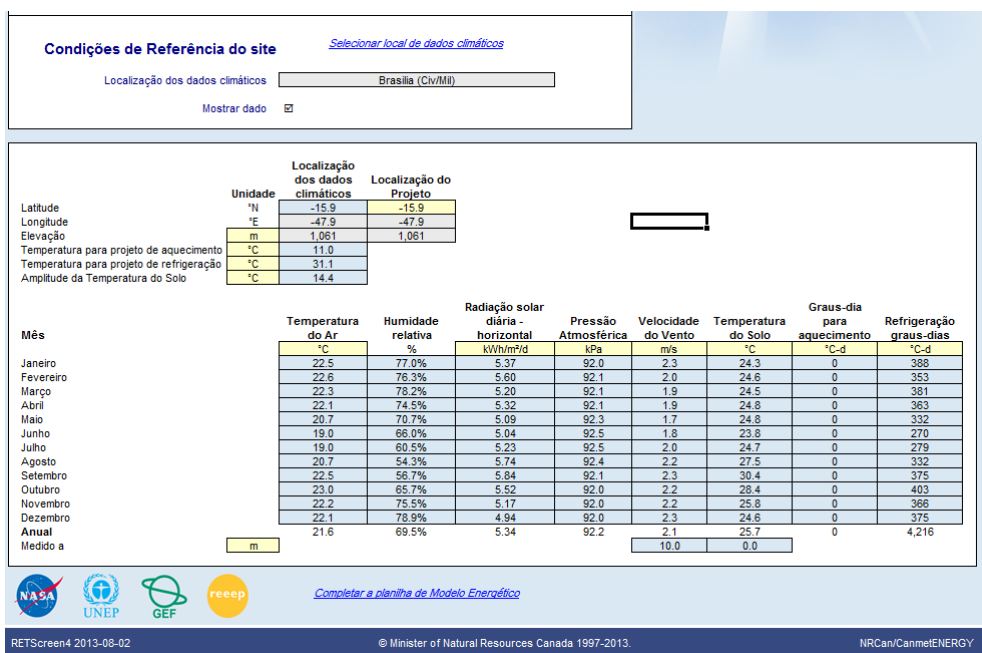 Condições de Referência do site
Selecionar local de dados climáticos
Localização dos dados climáticos
Brasilia (Civ/Mil)
Mostrar dado
Unidade Localização dos dados climáticos Localização do Projeto
Latitude °N -15.9 -15.9
Longitude °E -47.9 -47.9
Elevação m 1,061 1,061
Temperatura para projeto de aquecimento °C 11.0
Temperatura para projeto de refrigeração °C 31.1
Amplitude da Temperatura do Solo °C 14.4
Mês Temperatura do Ar Humidade relativa Radiação solar diária - horizontal Pressão Atmosférica Velocidade do Vento Temperatura do Solo Graus-dia para aquecimento Refrigeração graus-dias
°C % kWh/m²/d kPa m/s °C °C-d °C-d
Janeiro 22.5 77.0% 5.37 92.0 2.3 24.3 0 388
Fevereiro 22.6 76.3% 5.60 92.1 2.0 24.6 0 353
Março 22.3 78.2% 5.20 92.1 1.9 24.5 0 381
Abril 22.1 74.5% 5.32 92.1 1.9 24.8 0 363
Maio 20.7 70.7% 5.09 92.3 1.7 24.8 0 332
Junho 19.0 66.0% 5.04 92.5 1.8 23.8 0 270
Julho 19.0 60.5% 5.23 92.5 2.0 24.7 0 279
Agosto 20.7 54.3% 5.74 92.4 2.2 27.5 0 332
Setembro 22.5 56.7% 5.84 92.1 2.3 30.4 0 375
Outubro 23.0 65.7% 5.52 92.0 2.2 28.4 0 403
Novembro 22.2 75.5% 5.17 92.0 2.2 25.8 0 366
Dezembro 22.1 78.9% 4.94 92.0 2.3 24.6 0 375
Anual 21.6 69.5% 5.34 92.2 2.1 25.7 0 4,216
Medido a m 10.0 0.0
NASA UNEP GEF reeep
Completar a planilha de Modelo Energético
RETScreen4 2013-08-02 © Minister of Natural Resources Canada 1997-2013. NRCan/CanmetENERGY